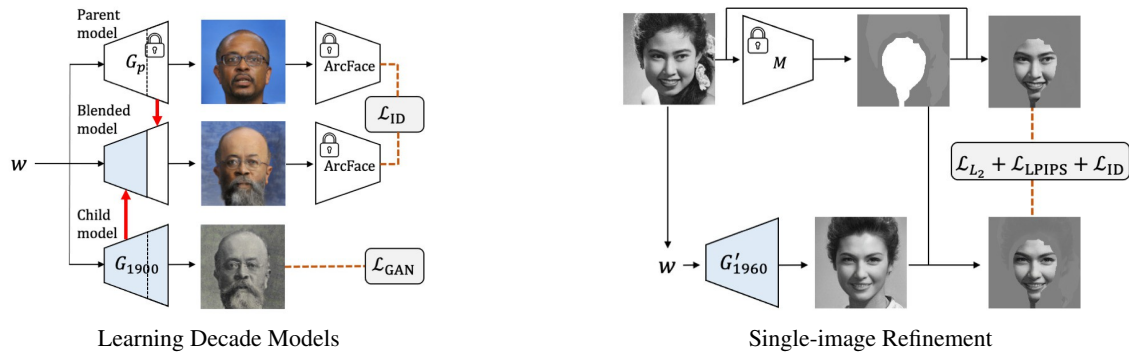 Parent
model
G_p
ArcFace
Blended
model
ℒ_ID
w
ArcFace
Child
model
G_1900
ℒ_GAN
Learning Decade Models
M
ℒ_L₂ + ℒ_LPIPS + ℒ_ID
w
G′_1960
Single-image Refinement